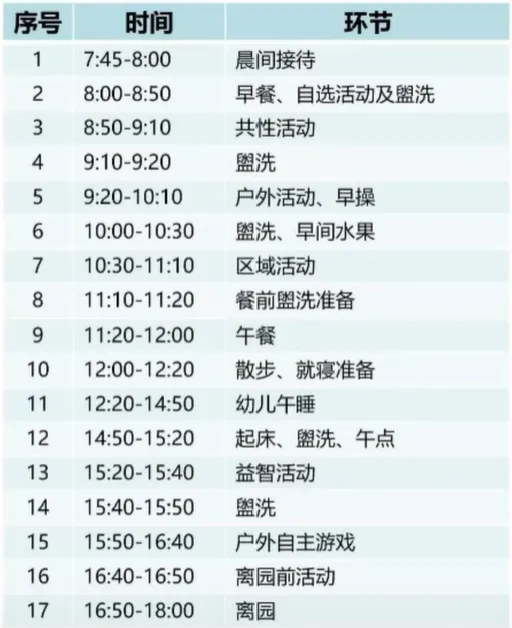 序号 时间 环节
1 7:45-8:00 晨间接待
2 8:00-8:50 早餐、自选活动及盥洗
3 8:50-9:10 共性活动
4 9:10-9:20 盥洗
5 9:20-10:10 户外活动、早操
6 10:00-10:30 盥洗、早间水果
7 10:30-11:10 区域活动
8 11:10-11:20 餐前盥洗准备
9 11:20-12:00 午餐
10 12:00-12:20 散步、就寝准备
11 12:20-14:50 幼儿午睡
12 14:50-15:20 起床、盥洗、午点
13 15:20-15:40 益智活动
14 15:40-15:50 盥洗
15 15:50-16:40 户外自主游戏
16 16:40-16:50 离园前活动
17 16:50-18:00 离园